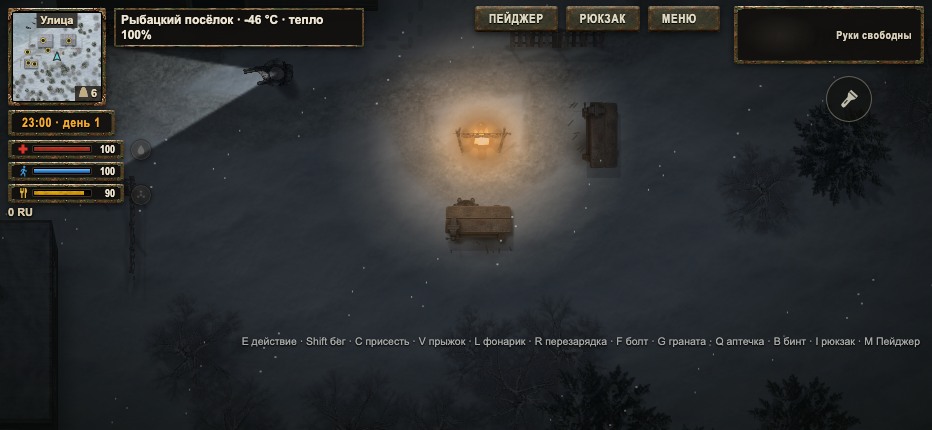 Улица
6
Рыбацкий посёлок · -46 °C · тепло
100%
ПЕЙДЖЕР
РЮКЗАК
МЕНЮ
Руки свободны
23:00 · день 1
100
100
90
0 RU
E действие · Shift бег · C присесть · V прыжок · L фонарик · R перезарядка · F болт · G граната · Q аптечка · B бинт · I рюкзак · M Пейджер